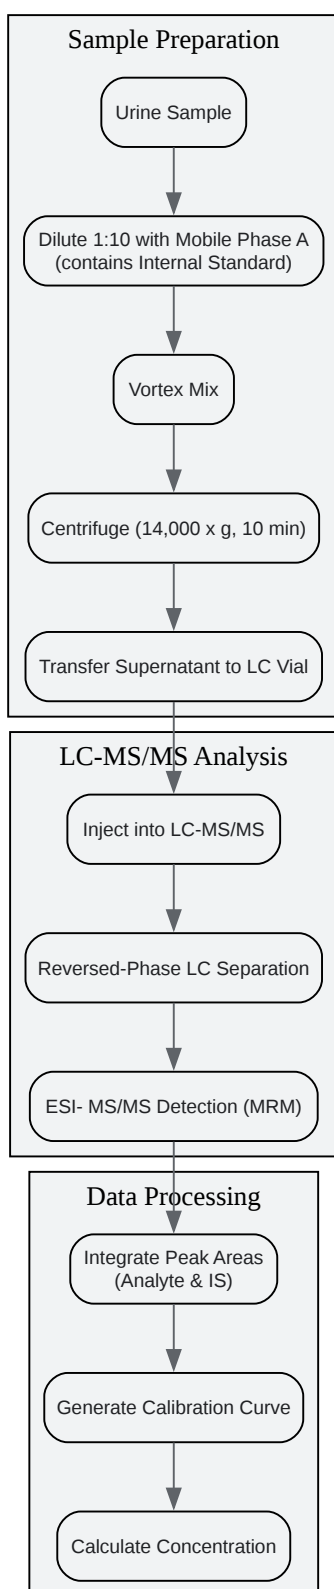 Sample Preparation
Urine Sample
Dilute 1:10 with Mobile Phase A
(contains Internal Standard)
Vortex Mix
Centrifuge (14,000 x g, 10 min)
Transfer Supernatant to LC Vial
LC-MS/MS Analysis
Inject into LC-MS/MS
Reversed-Phase LC Separation
ESI- MS/MS Detection (MRM)
Data Processing
Integrate Peak Areas
(Analyte & IS)
Generate Calibration Curve
Calculate Concentration